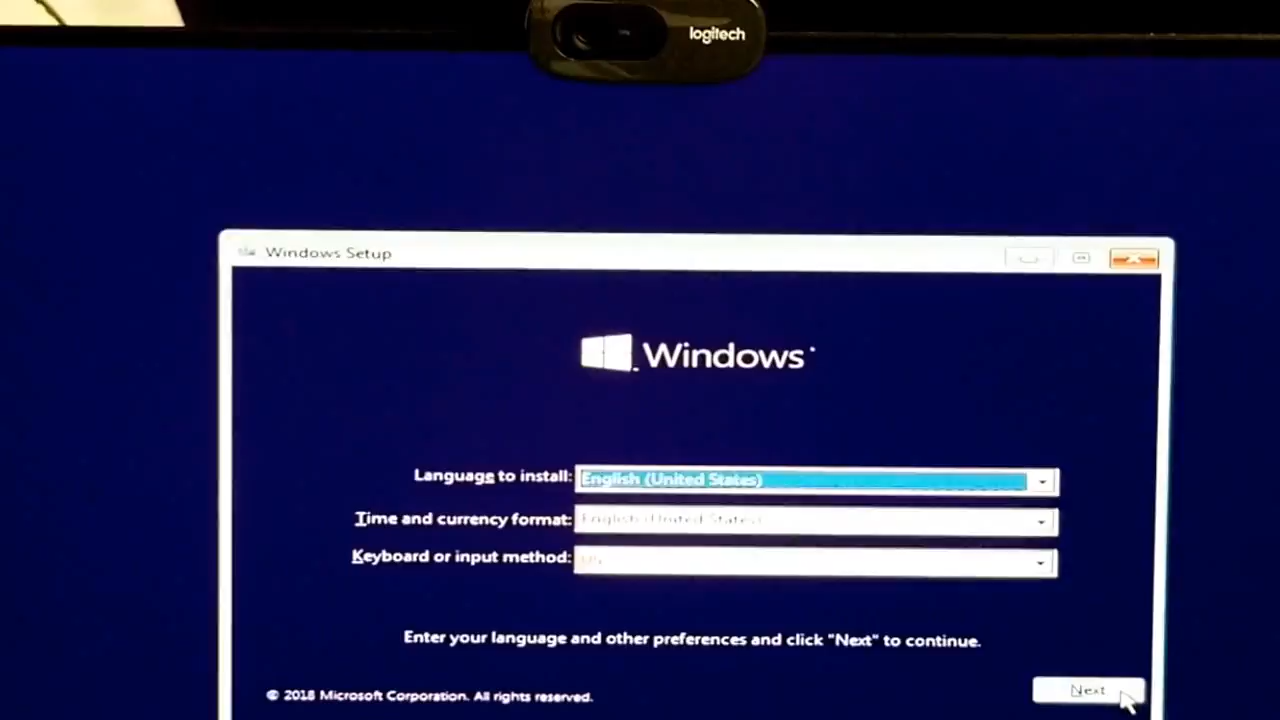 logitech
Windows Setup
Windows
Language to install: English (United States)
Time and currency format: English (United States)
Keyboard or input method: US
Enter your language and other preferences and click "Next" to continue.
© 2018 Microsoft Corporation. All rights reserved.
Next